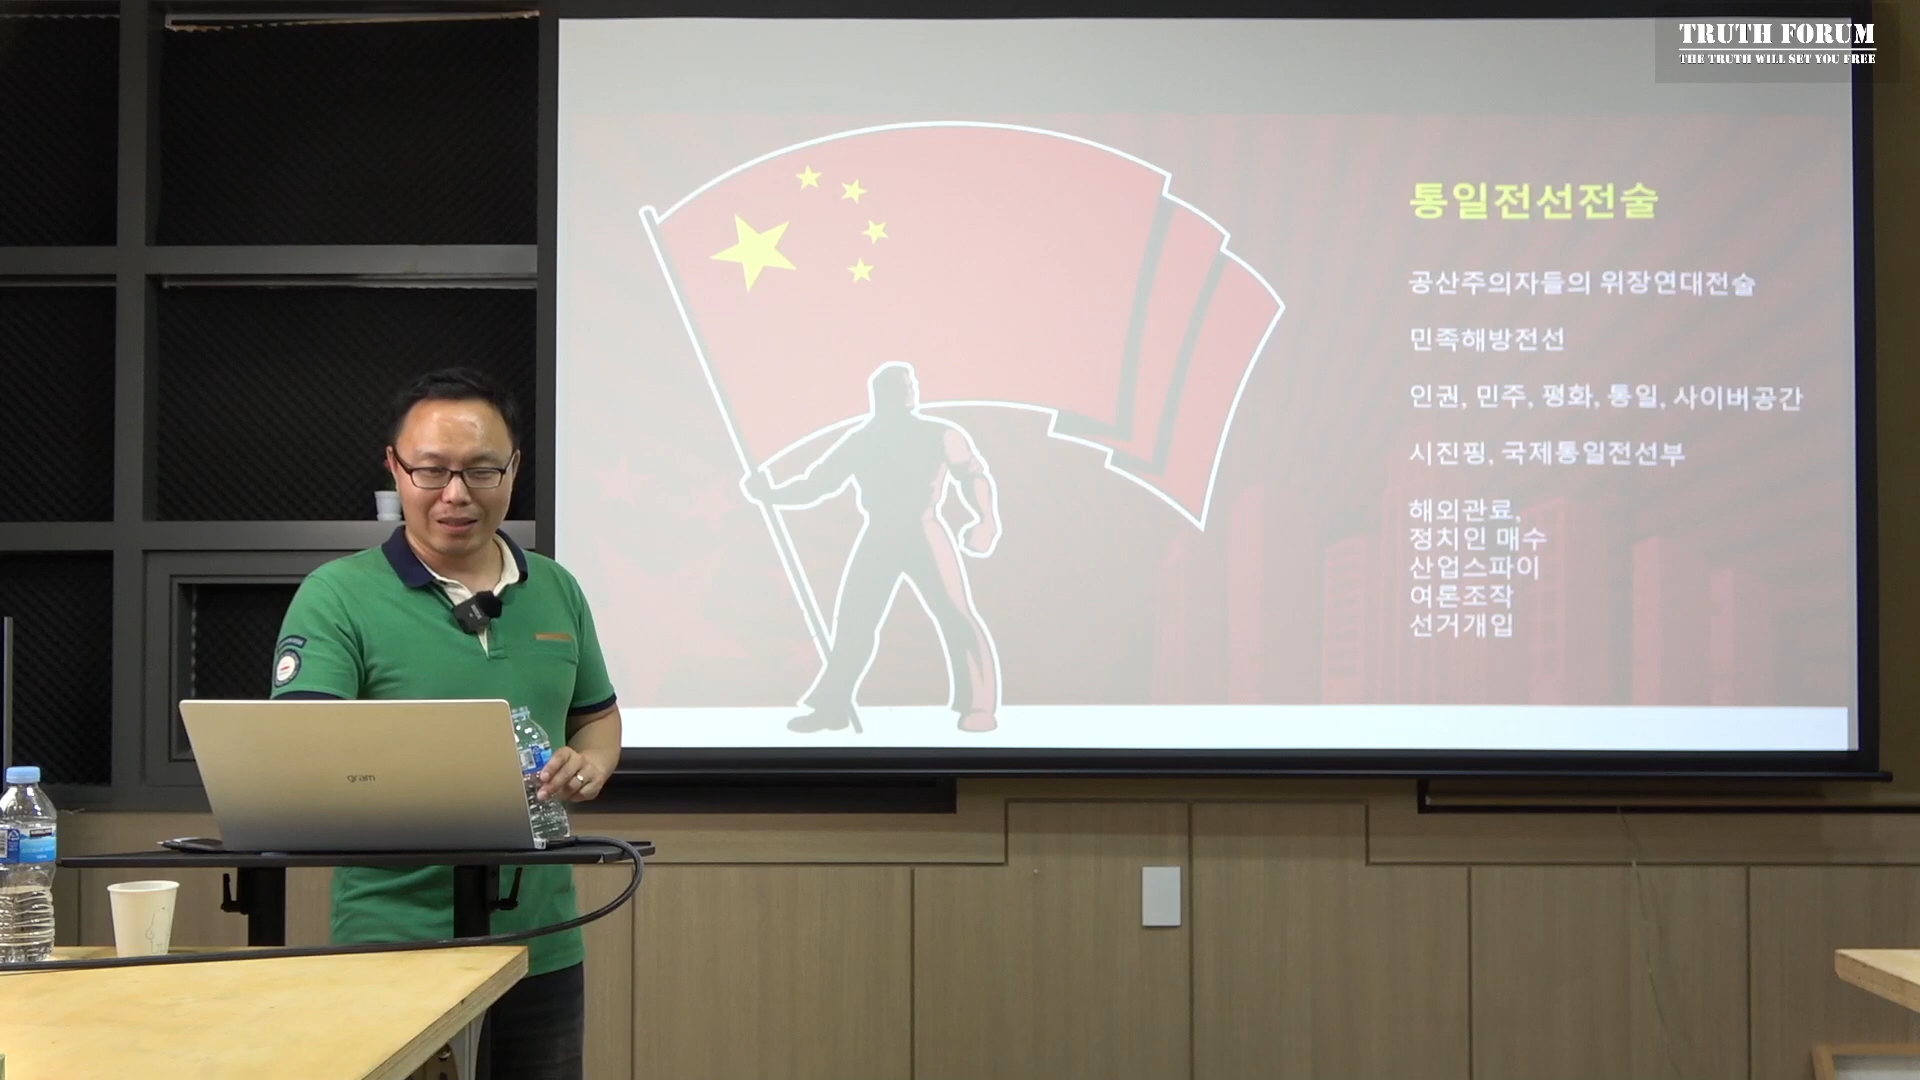 TRUTH FORUM
THE TRUTH WILL SET YOU FREE
통일전선전술
공산주의자들의 위장연대전술
민족해방전선
인권, 민주, 평화, 통일, 사이버공간
시진핑, 국제통일전선부
해외관료,
정치인 매수
산업스파이
여론조작
선거개입
gram